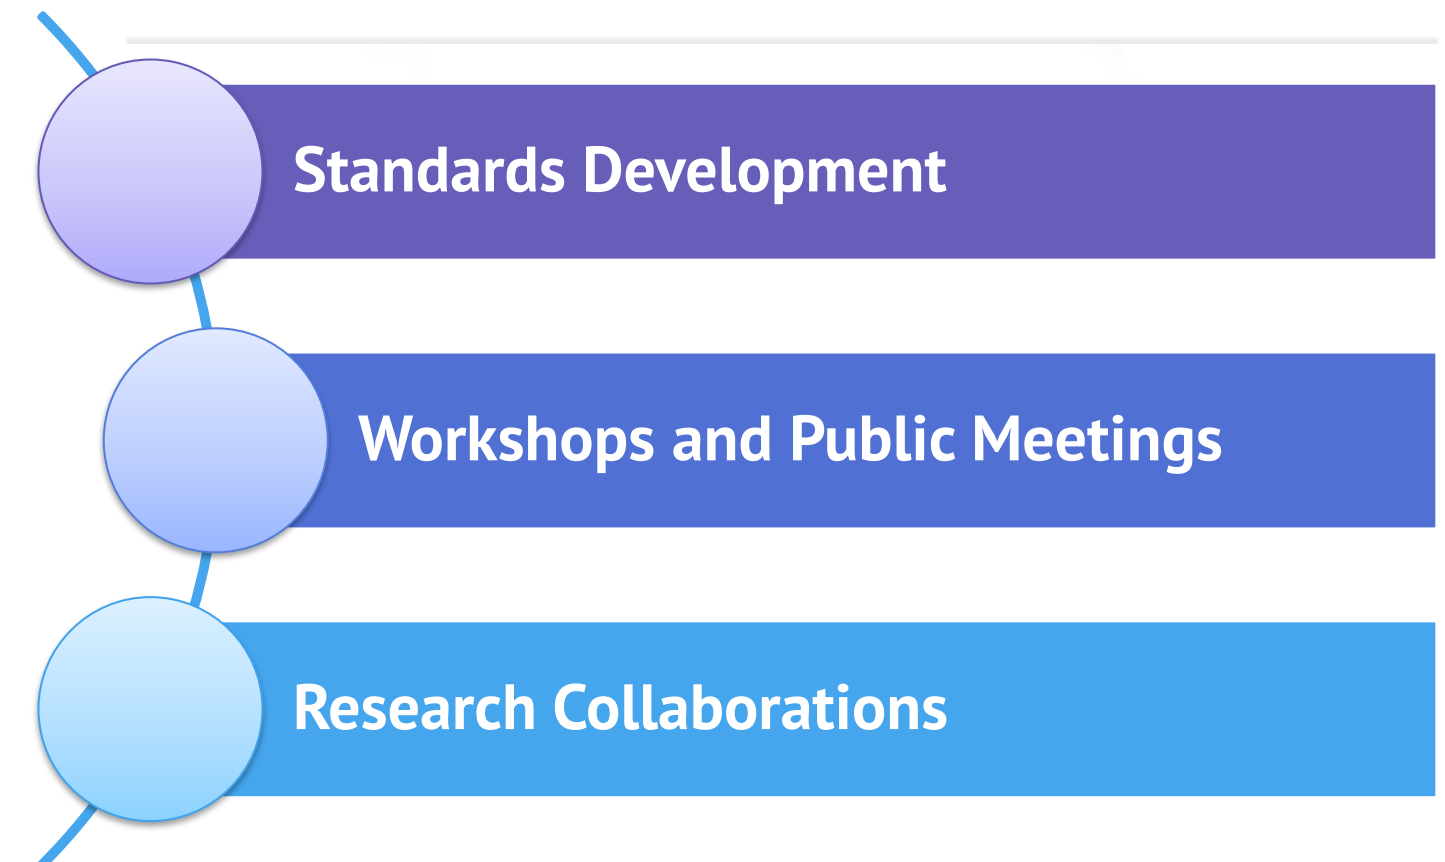 Standards Development
Workshops and Public Meetings
Research Collaborations